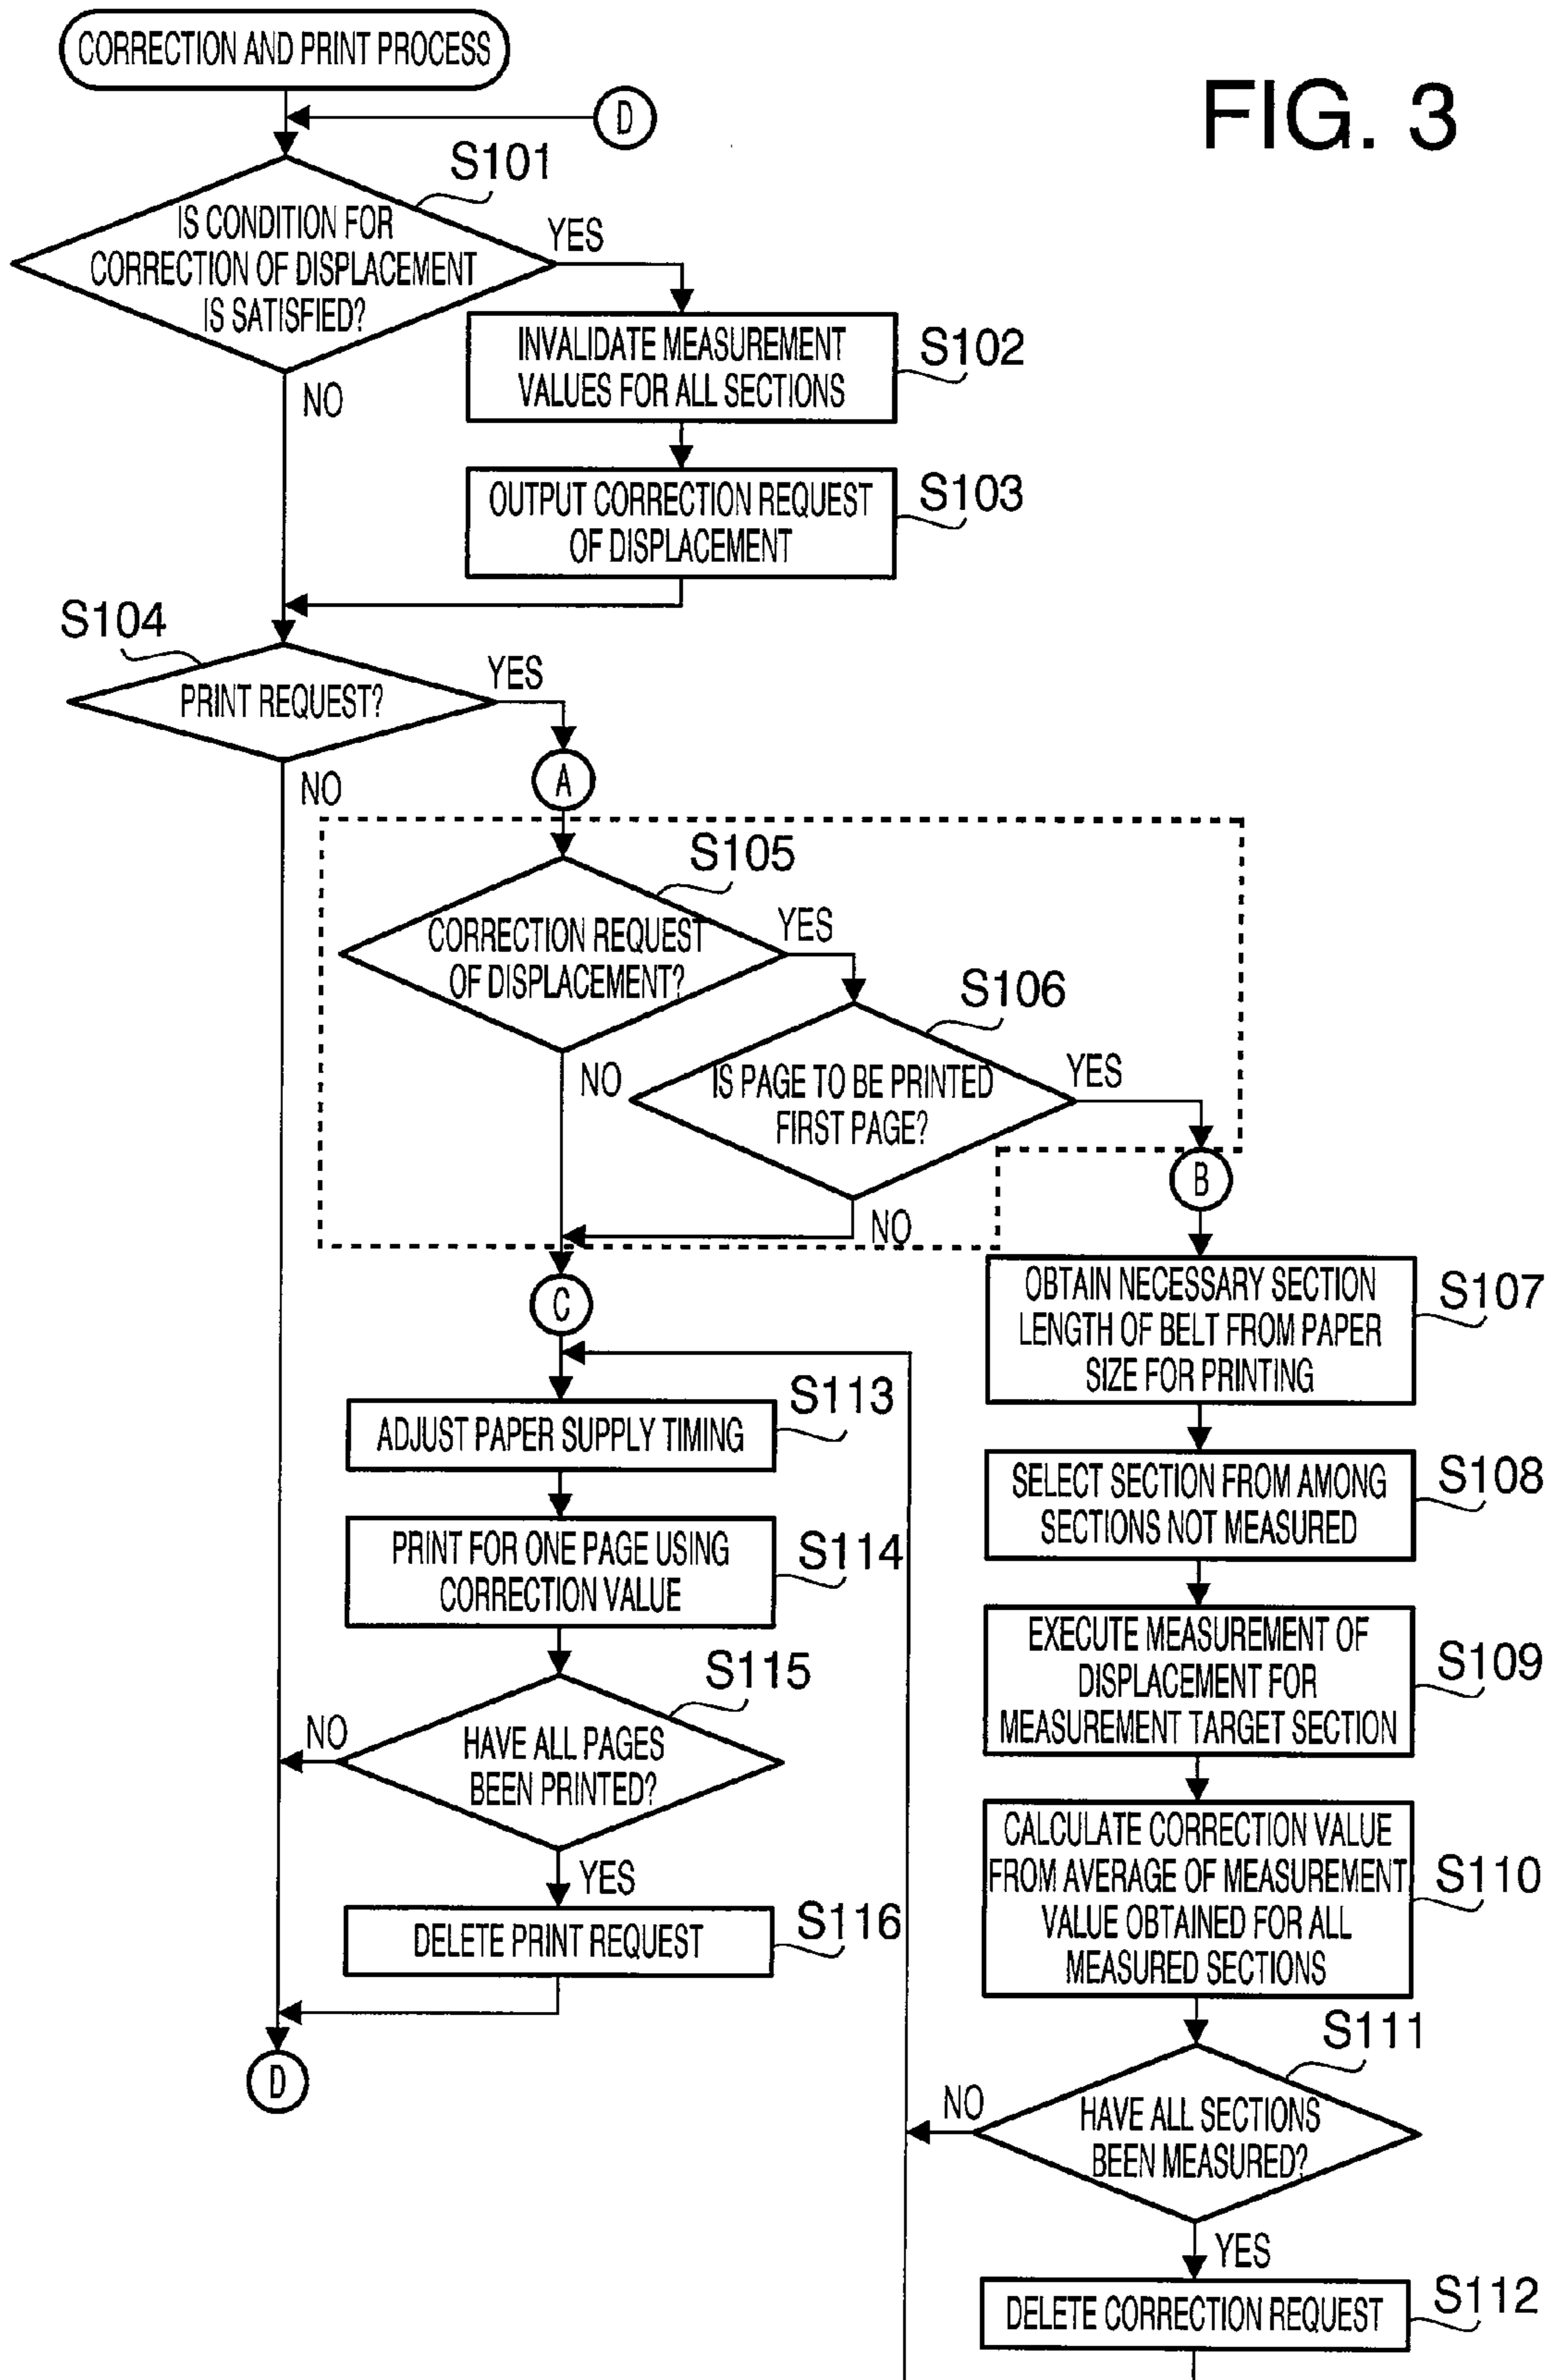 CORRECTION AND PRINT PROCESS
D
FIG. 3
S101
IS CONDITION FOR
CORRECTION OF DISPLACEMENT
IS SATISFIED?
YES
NO
INVALIDATE MEASUREMENT
VALUES FOR ALL SECTIONS
S102
OUTPUT CORRECTION REQUEST
OF DISPLACEMENT
S103
S104
PRINT REQUEST?
YES
NO
A
S105
CORRECTION REQUEST
OF DISPLACEMENT?
YES
NO
S106
IS PAGE TO BE PRINTED
FIRST PAGE?
YES
NO
B
C
OBTAIN NECESSARY SECTION
LENGTH OF BELT FROM PAPER
SIZE FOR PRINTING
S107
SELECT SECTION FROM AMONG
SECTIONS NOT MEASURED
S108
EXECUTE MEASUREMENT OF
DISPLACEMENT FOR
MEASUREMENT TARGET SECTION
S109
CALCULATE CORRECTION VALUE
FROM AVERAGE OF MEASUREMENT
VALUE OBTAINED FOR ALL
MEASURED SECTIONS
S110
S111
HAVE ALL SECTIONS
BEEN MEASURED?
NO
YES
DELETE CORRECTION REQUEST
S112
ADJUST PAPER SUPPLY TIMING
S113
PRINT FOR ONE PAGE USING
CORRECTION VALUE
S114
S115
HAVE ALL PAGES
BEEN PRINTED?
NO
YES
DELETE PRINT REQUEST
S116
D